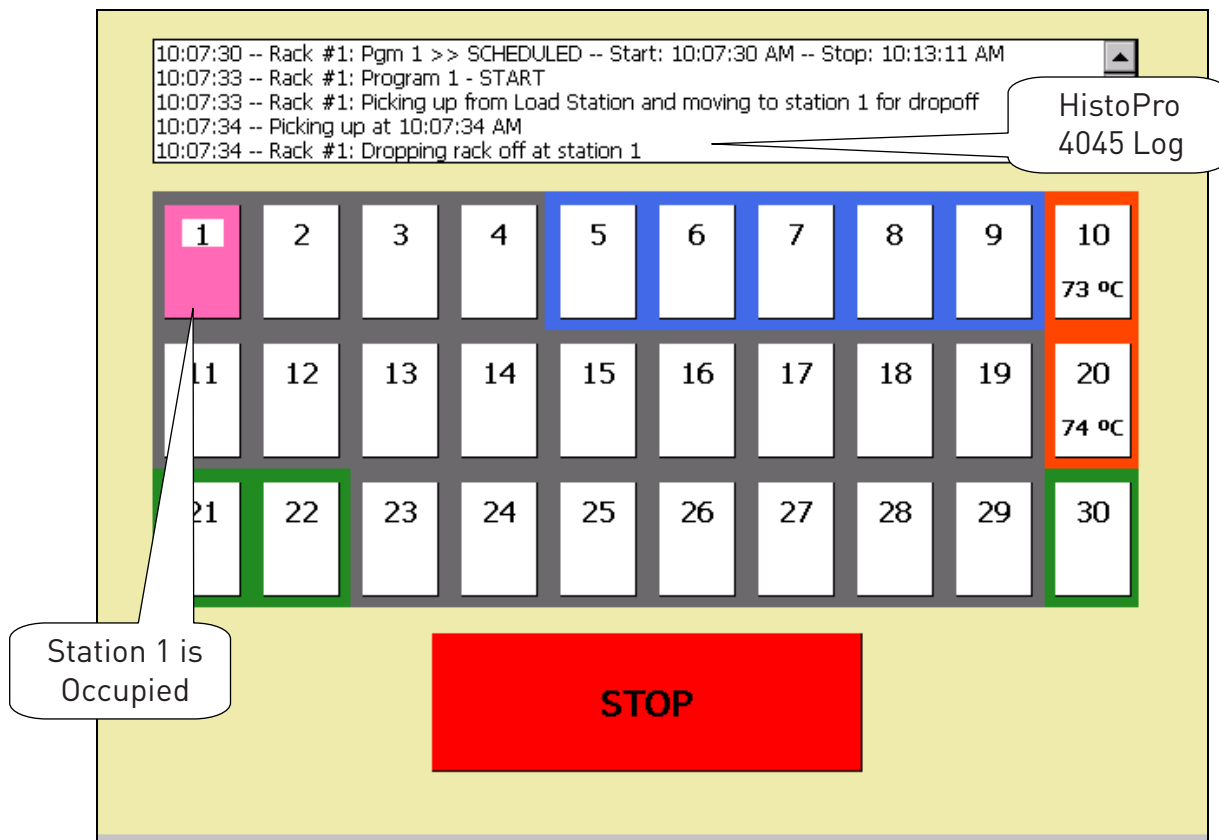 10:07:30 -- Rack #1: Pgm 1 >> SCHEDULED -- Start: 10:07:30 AM -- Stop: 10:13:11 AM
10:07:33 -- Rack #1: Program 1 - START
10:07:33 -- Rack #1: Picking up from Load Station and moving to station 1 for dropoff
10:07:34 -- Picking up at 10:07:34 AM
10:07:34 -- Rack #1: Dropping rack off at station 1
HistoPro
4045 Log
1 2 3 4 5 6 7 8 9 10
73 ºC
11 12 13 14 15 16 17 18 19 20
74 ºC
21 22 23 24 25 26 27 28 29 30
Station 1 is
Occupied
STOP